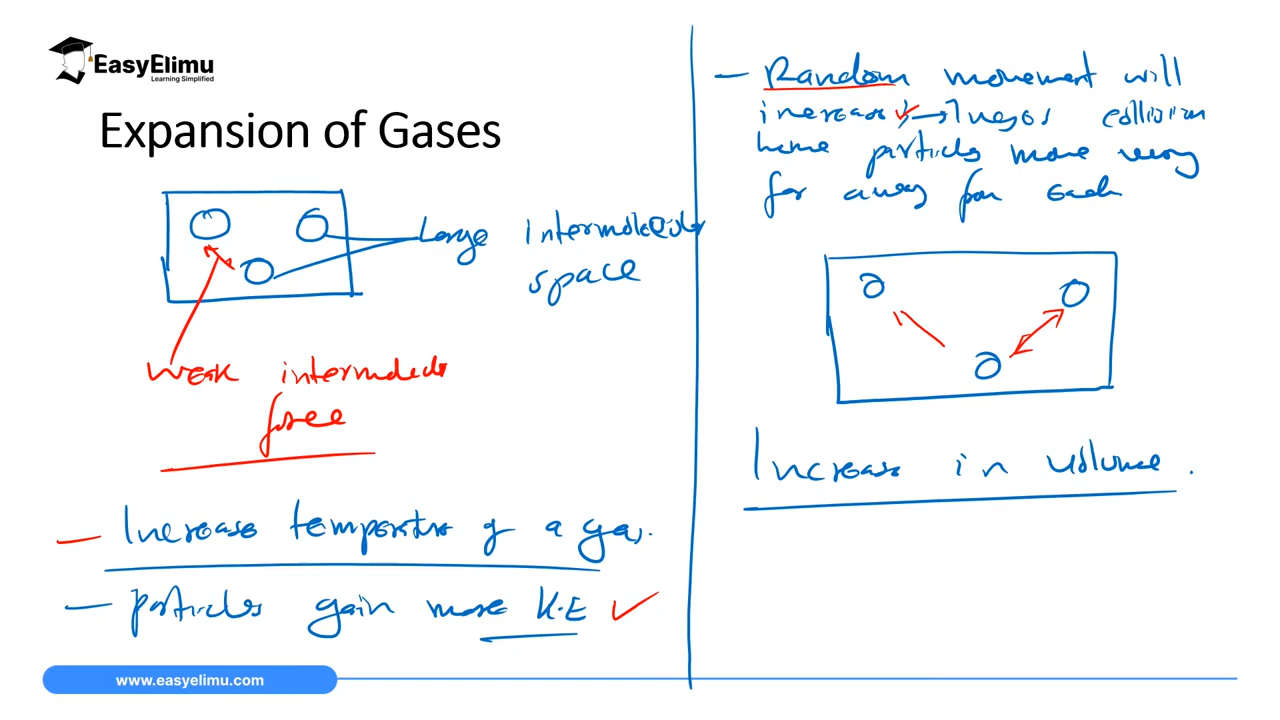 EasyElimu
Learning Simplified
Expansion of Gases
Large intermolecular
space
Weak
force
— Increase temperature of a gas.
— particles gain more K.E ✓
— Random movement will
increase collision
hence particles move very
far away from each
Increase in volume.
www.easyelimu.com